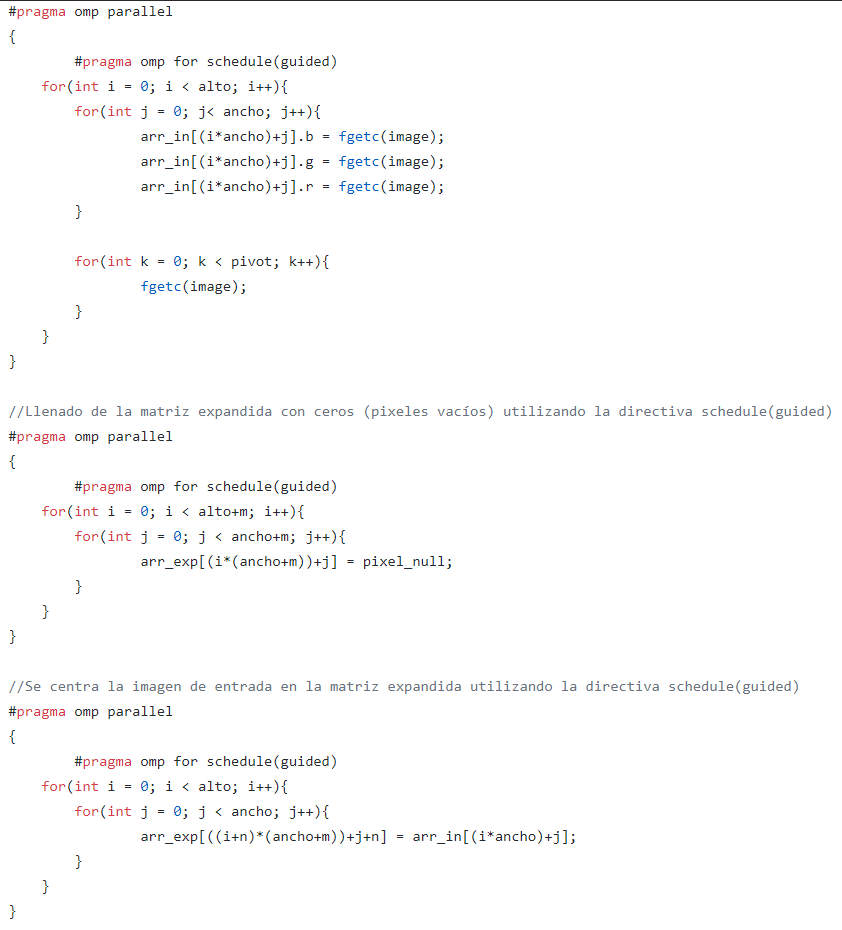 #pragma omp parallel
{
        #pragma omp for schedule(guided)
    for(int i = 0; i < alto; i++){
        for(int j = 0; j< ancho; j++){
                arr_in[(i*ancho)+j].b = fgetc(image);
                arr_in[(i*ancho)+j].g = fgetc(image);
                arr_in[(i*ancho)+j].r = fgetc(image);
        }

        for(int k = 0; k < pivot; k++){
                fgetc(image);
        }
    }
}

//Llenado de la matriz expandida con ceros (pixeles vacíos) utilizando la directiva schedule(guided)
#pragma omp parallel
{
        #pragma omp for schedule(guided)
    for(int i = 0; i < alto+m; i++){
        for(int j = 0; j < ancho+m; j++){
                arr_exp[(i*(ancho+m))+j] = pixel_null;
        }
    }
}

//Se centra la imagen de entrada en la matriz expandida utilizando la directiva schedule(guided)
#pragma omp parallel
{
        #pragma omp for schedule(guided)
    for(int i = 0; i < alto; i++){
        for(int j = 0; j < ancho; j++){
                arr_exp[((i+n)*(ancho+m))+j+n] = arr_in[(i*ancho)+j];
        }
    }
}